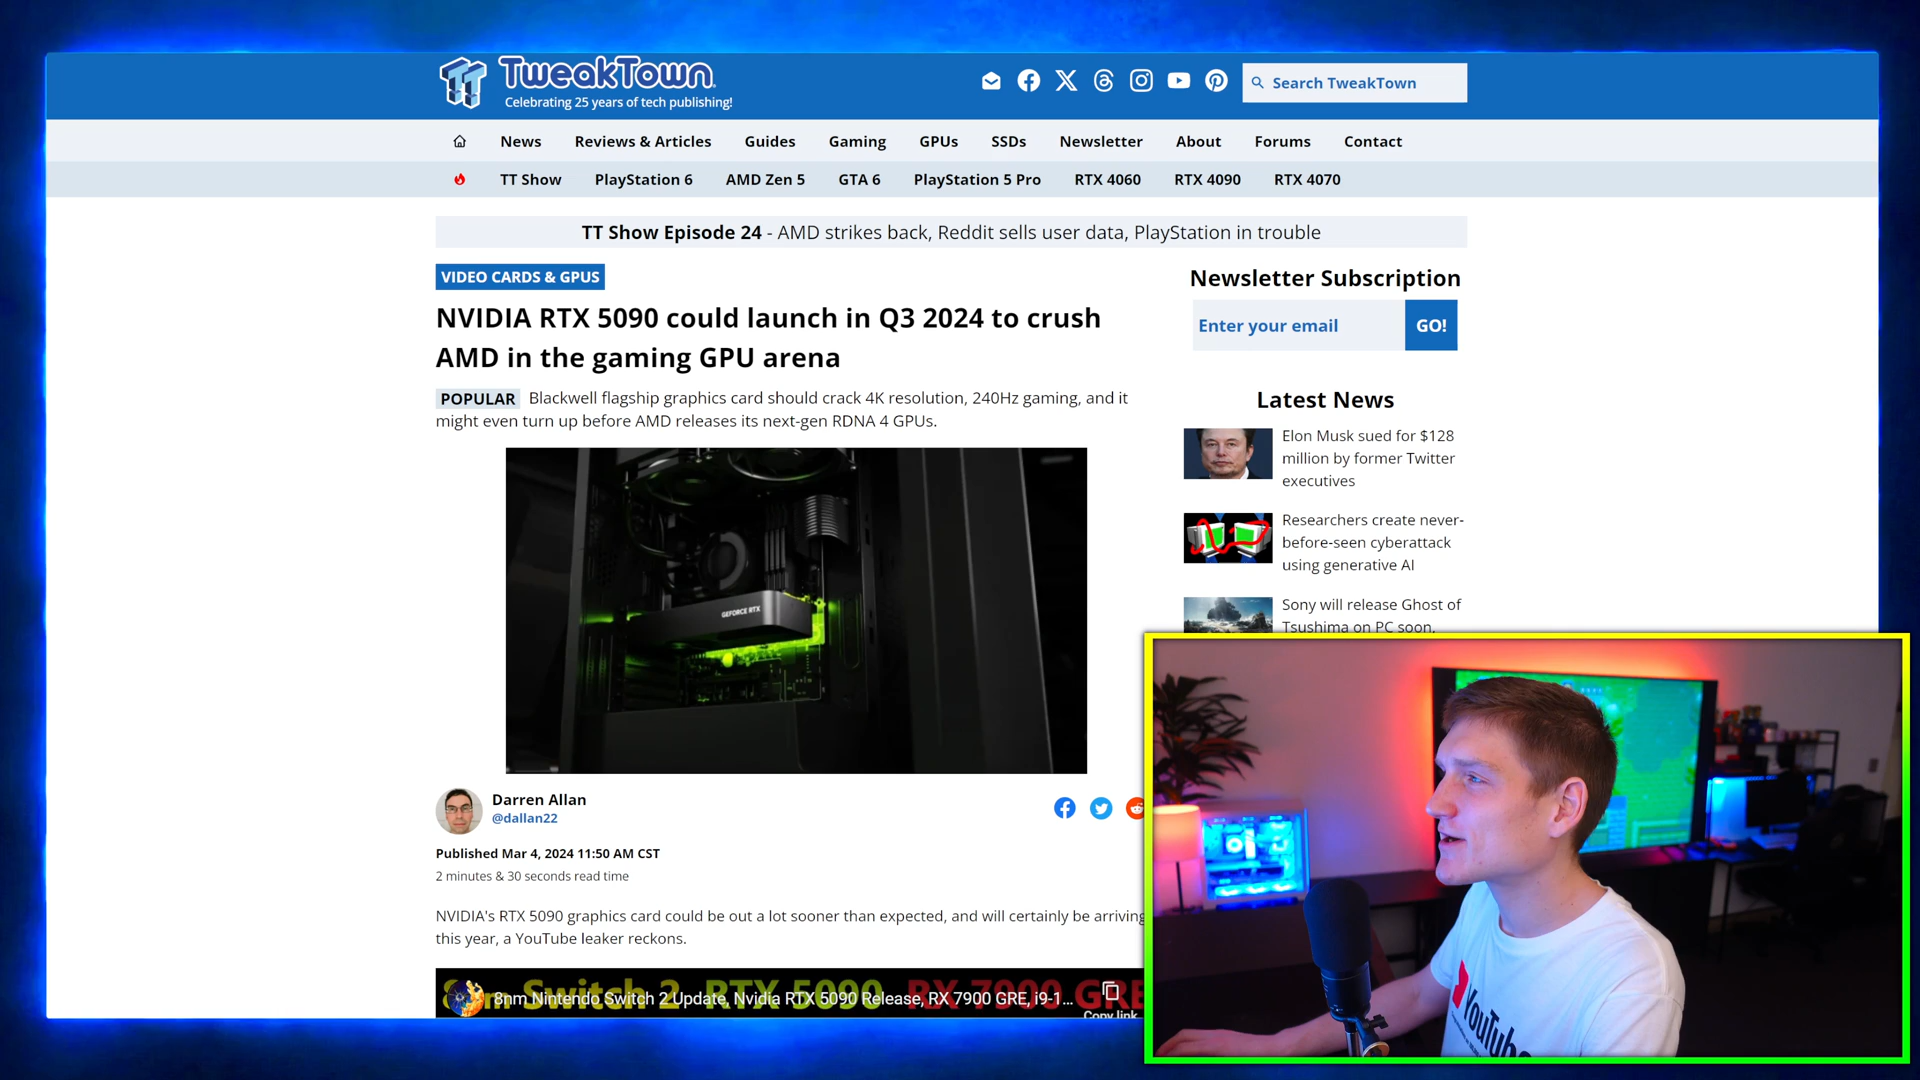 TWEAKTOWN
Celebrating 25 years of tech publishing!
Search TweakTown
News Reviews & Articles Guides Gaming GPUs SSDs Newsletter About Forums Contact
TT Show PlayStation 6 AMD Zen 5 GTA 6 PlayStation 5 Pro RTX 4060 RTX 4090 RTX 4070
TT Show Episode 24 - AMD strikes back, Reddit sells user data, PlayStation in trouble
VIDEO CARDS & GPUS
NVIDIA RTX 5090 could launch in Q3 2024 to crush
AMD in the gaming GPU arena
POPULAR Blackwell flagship graphics card should crack 4K resolution, 240Hz gaming, and it
might even turn up before AMD releases its next-gen RDNA 4 GPUs.
GEFORCE RTX
Darren Allan
@dallan22
Published Mar 4, 2024 11:50 AM CST
2 minutes & 30 seconds read time
NVIDIA's RTX 5090 graphics card could be out a lot sooner than expected, and will certainly be arriving
this year, a YouTube leaker reckons.
8nm Nintendo Switch 2 Update, Nvidia RTX 5090 Release, RX 7900 GRE, i9-1...
Copy link
Newsletter Subscription
Enter your email GO!
Latest News
Elon Musk sued for $128
million by former Twitter
executives
Researchers create never-
before-seen cyberattack
using generative AI
Sony will release Ghost of
Tsushima on PC soon,
YouTube